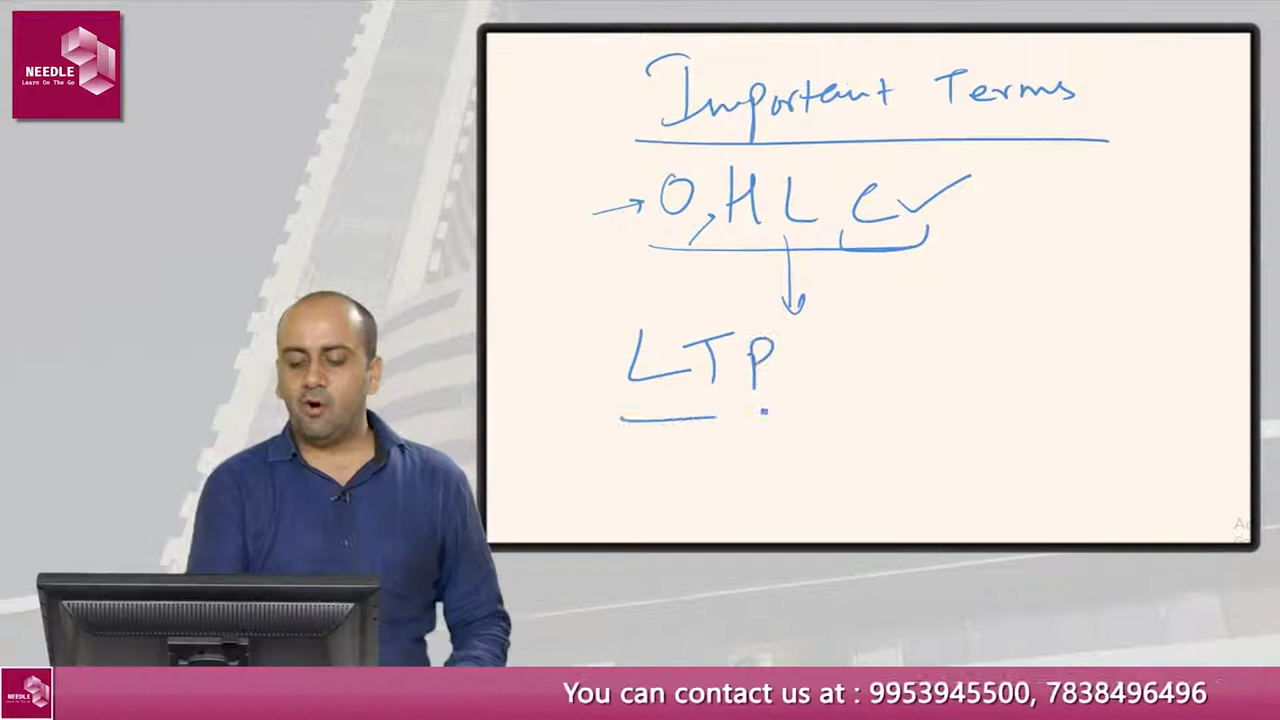 NEEDLE
Learn On The Go
Important Terms
O, H L C
LTP
NEEDLE
You can contact us at : 9953945500, 7838496496